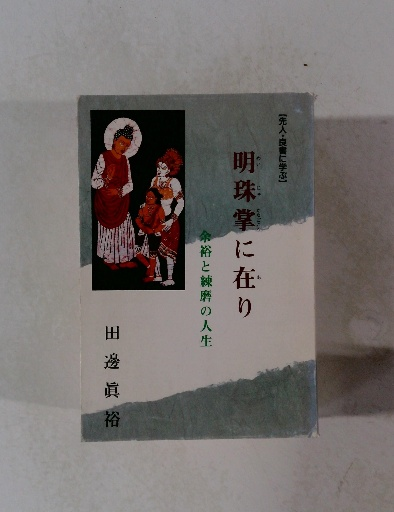 【先人・良書に学ぶ】
明珠掌に在り
余裕と練磨の人生
田邊眞裕